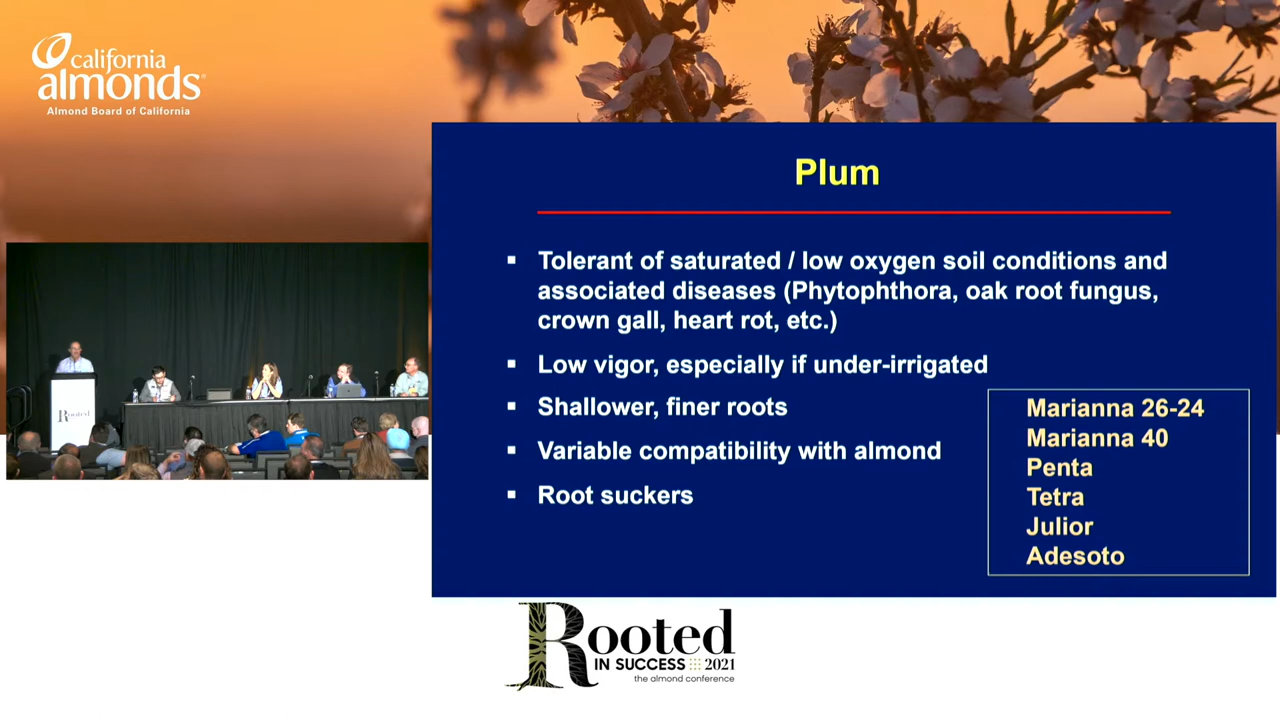 california
almonds
Almond Board of California
Plum
▪ Tolerant of saturated / low oxygen soil conditions and
associated diseases (Phytophthora, oak root fungus,
crown gall, heart rot, etc.)
▪ Low vigor, especially if under-irrigated
▪ Shallower, finer roots
▪ Variable compatibility with almond
▪ Root suckers
Marianna 26-24
Marianna 40
Penta
Tetra
Julior
Adesoto
Rooted
Rooted
IN SUCCESS 2021
the almond conference